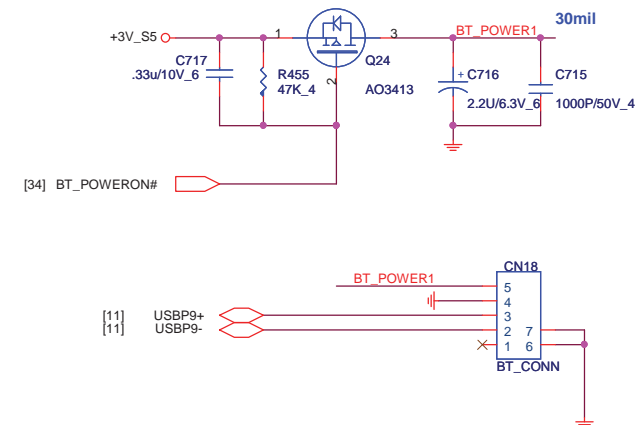 30mil
+3V_S5
1
3
BT_POWER1
C717
.33u/10V_6
R455
47K_4
2
Q24
AO3413
+
C716
2.2U/6.3V_6
C715
1000P/50V_4
[34] BT_POWERON#
CN18
BT_POWER1
5
4
[11] USBP9+
3
[11] USBP9-
2 7
1 6
BT_CONN